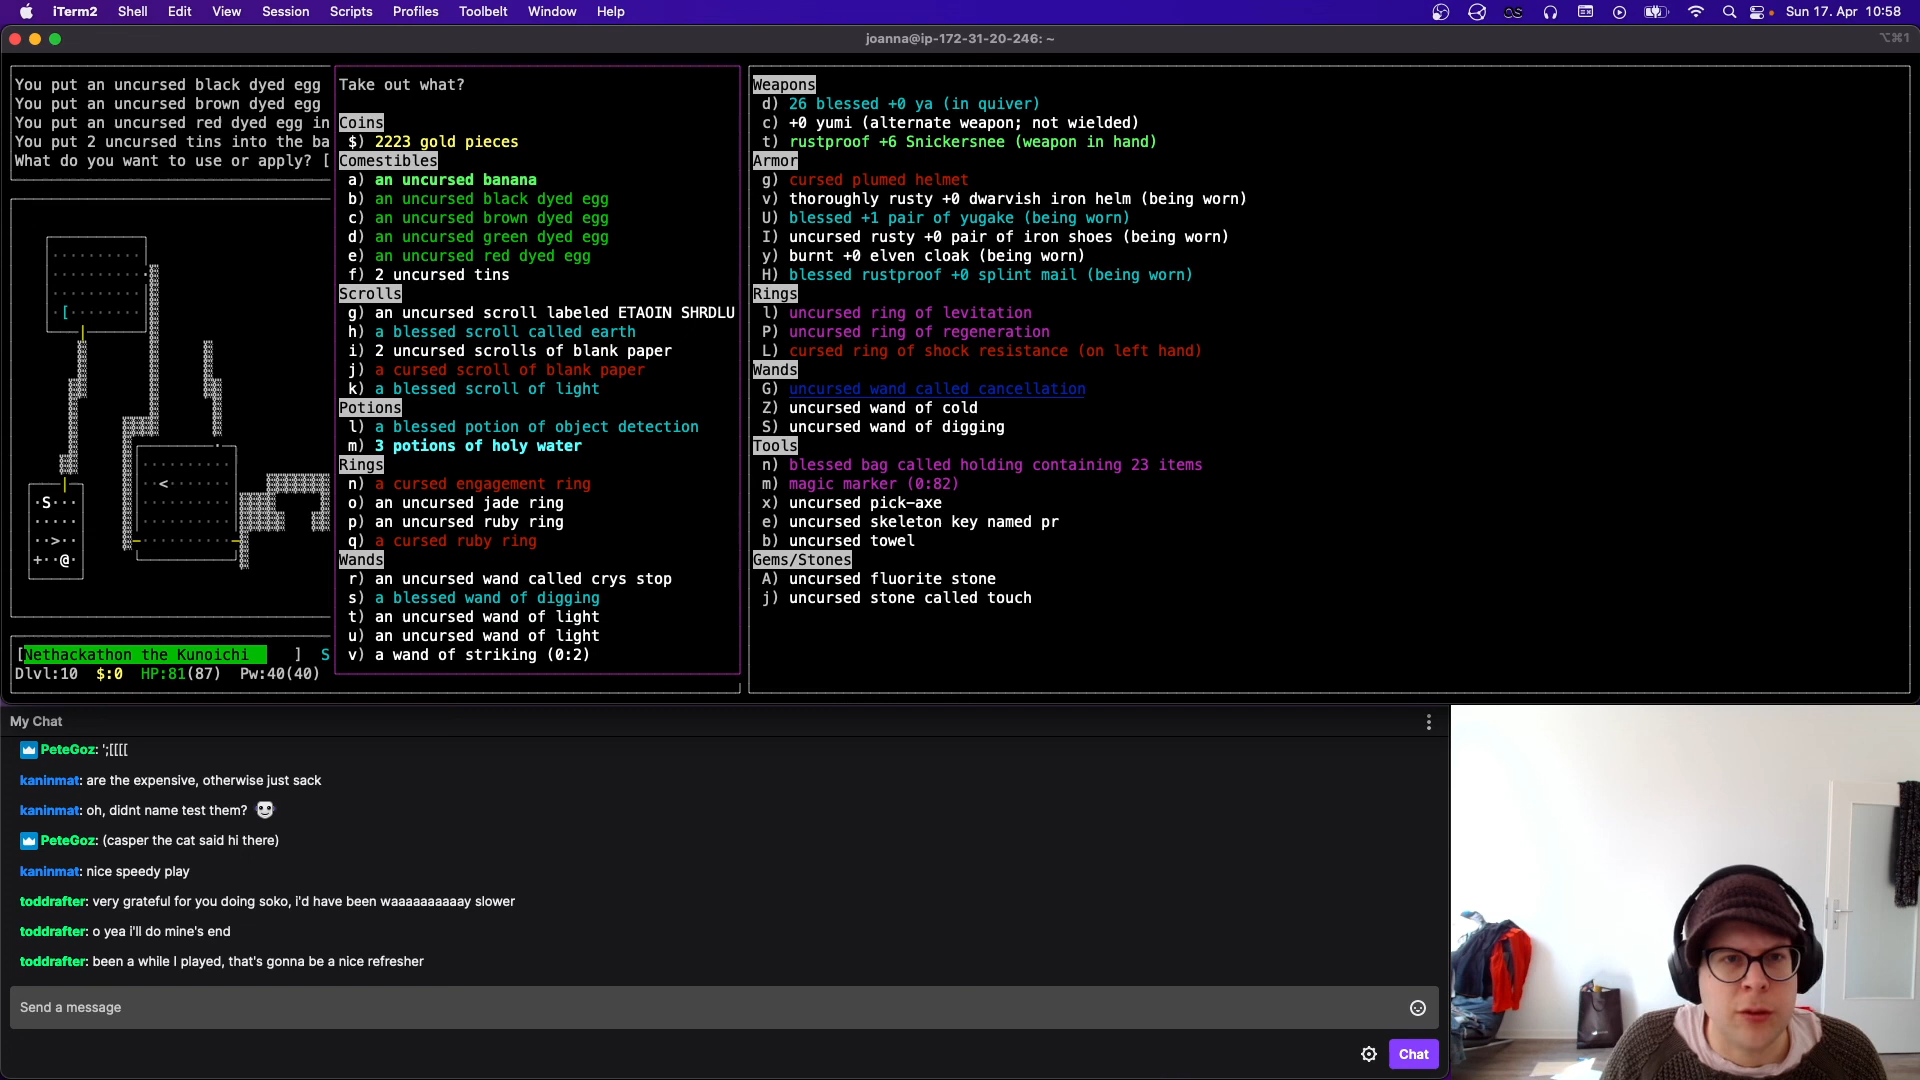 iTerm2 Shell Edit View Session Scripts Profiles Toolbelt Window Help
Sun 17. Apr 10:58
joanna@ip-172-31-20-246: ~
⌥⌘1
You put an uncursed black dyed egg
You put an uncursed brown dyed egg
You put an uncursed red dyed egg in
You put 2 uncursed tins into the ba
What do you want to use or apply? [
[Nethackathon the Kunoichi ] S
Dlvl:10 $:0 HP:81(87) Pw:40(40)
Take out what?
Coins
$) 2223 gold pieces
Comestibles
a) an uncursed banana
b) an uncursed black dyed egg
c) an uncursed brown dyed egg
d) an uncursed green dyed egg
e) an uncursed red dyed egg
f) 2 uncursed tins
Scrolls
g) an uncursed scroll labeled ETAOIN SHRDLU
h) a blessed scroll called earth
i) 2 uncursed scrolls of blank paper
j) a cursed scroll of blank paper
k) a blessed scroll of light
Potions
l) a blessed potion of object detection
m) 3 potions of holy water
Rings
n) a cursed engagement ring
o) an uncursed jade ring
p) an uncursed ruby ring
q) a cursed ruby ring
Wands
r) an uncursed wand called crys stop
s) a blessed wand of digging
t) an uncursed wand of light
u) an uncursed wand of light
v) a wand of striking (0:2)
Weapons
d) 26 blessed +0 ya (in quiver)
c) +0 yumi (alternate weapon; not wielded)
t) rustproof +6 Snickersnee (weapon in hand)
Armor
g) cursed plumed helmet
v) thoroughly rusty +0 dwarvish iron helm (being worn)
U) blessed +1 pair of yugake (being worn)
I) uncursed rusty +0 pair of iron shoes (being worn)
y) burnt +0 elven cloak (being worn)
H) blessed rustproof +0 splint mail (being worn)
Rings
l) uncursed ring of levitation
P) uncursed ring of regeneration
L) cursed ring of shock resistance (on left hand)
Wands
G) uncursed wand called cancellation
Z) uncursed wand of cold
S) uncursed wand of digging
Tools
n) blessed bag called holding containing 23 items
m) magic marker (0:82)
x) uncursed pick-axe
e) uncursed skeleton key named pr
b) uncursed towel
Gems/Stones
A) uncursed fluorite stone
j) uncursed stone called touch
My Chat
PeteGoz: ';[[[[
kaninmat: are the expensive, otherwise just sack
kaninmat: oh, didnt name test them?
PeteGoz: (casper the cat said hi there)
kaninmat: nice speedy play
toddrafter: very grateful for you doing soko, i'd have been waaaaaaaaaay slower
toddrafter: o yea i'll do mine's end
toddrafter: been a while I played, that's gonna be a nice refresher
Send a message
Chat